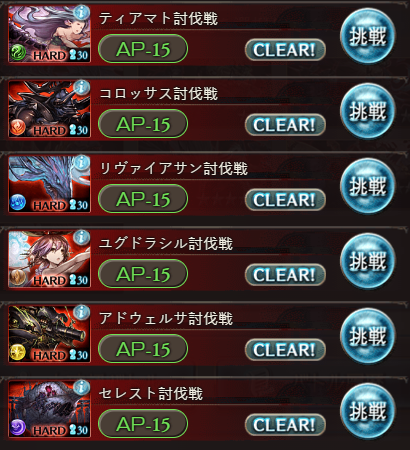 ティアマト討伐戦
i
HARD 30
AP-15
CLEAR!
挑戦
コロッサス討伐戦
i
HARD 30
AP-15
CLEAR!
挑戦
リヴァイアサン討伐戦
i
HARD 30
AP-15
CLEAR!
挑戦
ユグドラシル討伐戦
i
HARD 30
AP-15
CLEAR!
挑戦
アドウェルサ討伐戦
i
HARD 30
AP-15
CLEAR!
挑戦
セレスト討伐戦
i
HARD 30
AP-15
CLEAR!
挑戦